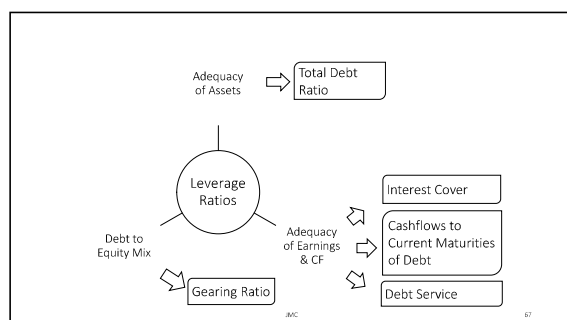 Adequacy
of Assets
Total Debt
Ratio
Leverage
Ratios
Debt to
Equity Mix
Gearing Ratio
Adequacy
of Earnings
& CF
Interest Cover
Cashflows to
Current Maturities
of Debt
Debt Service
JMC
67